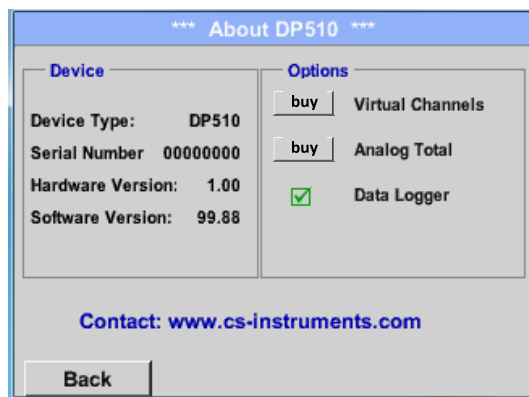 *** About DP510 ***
Device
Device Type: DP510
Serial Number 00000000
Hardware Version: 1.00
Software Version: 99.88
Options
buy Virtual Channels
buy Analog Total
Data Logger
Contact: www.cs-instruments.com
Back